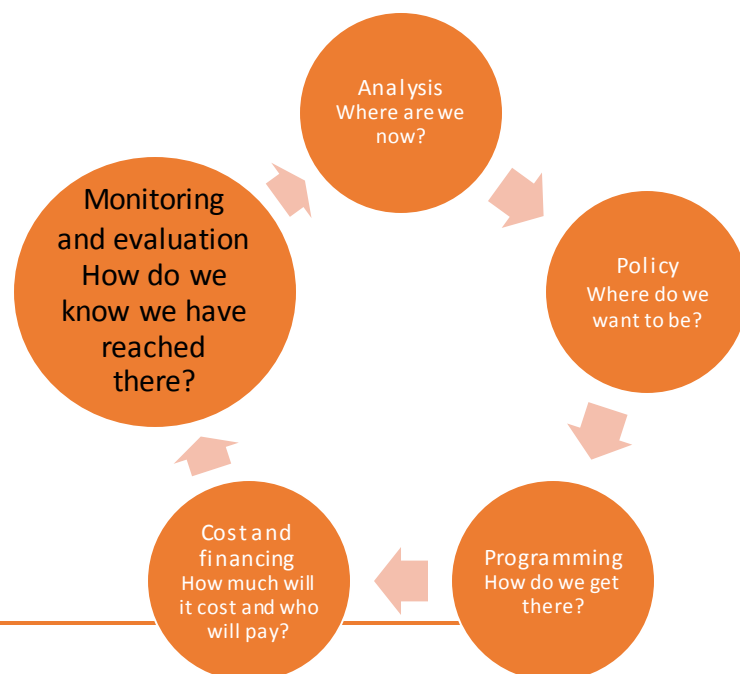 Analysis
Where are we
now?
Policy
Where do we
want to be?
Programming
How do we get
there?
Cost and
financing
How much will
it cost and who
will pay?
Monitoring
and evaluation
How do we
know we have
reached
there?